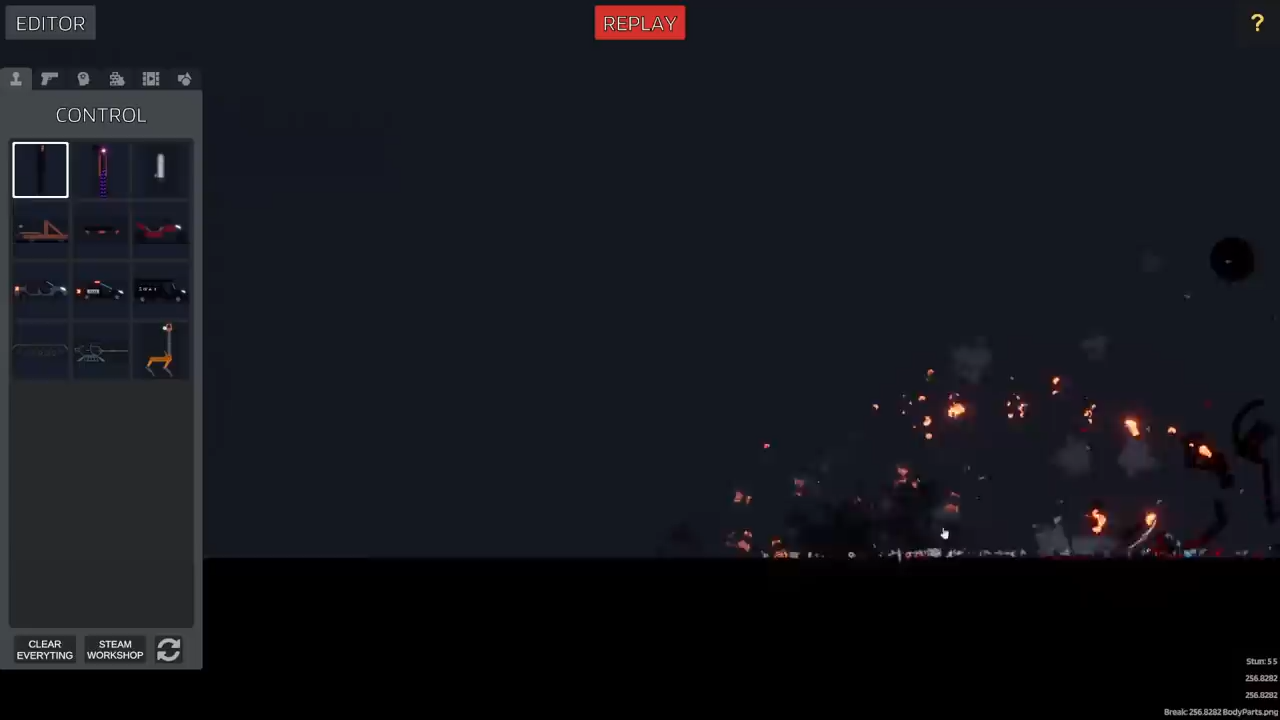 EDITOR
REPLAY
?
CONTROL
CLEAR
EVERYTING
STEAM
WORKSHOP
Stun: 5 5
256.8282
256.8282
Break: 256.8282 BodyParts.png